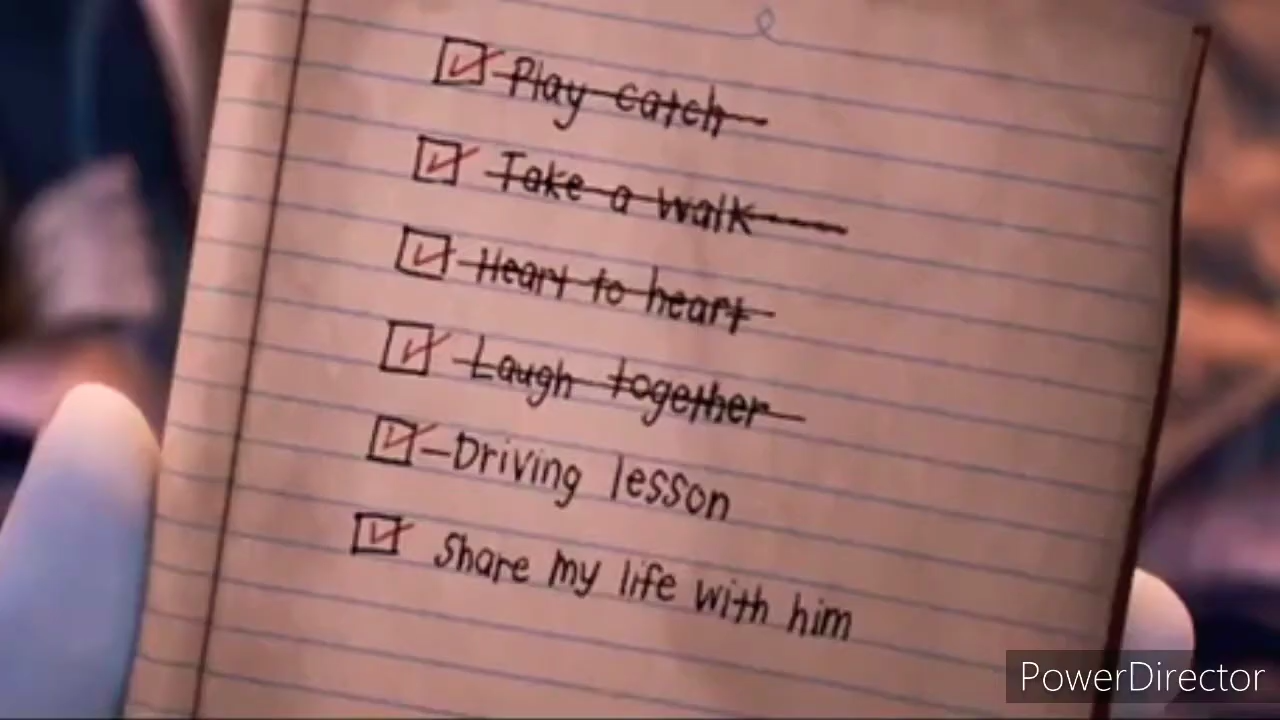 Play catch
Take a walk
Heart to heart
Laugh together
Driving lesson
Share my life with him
PowerDirector